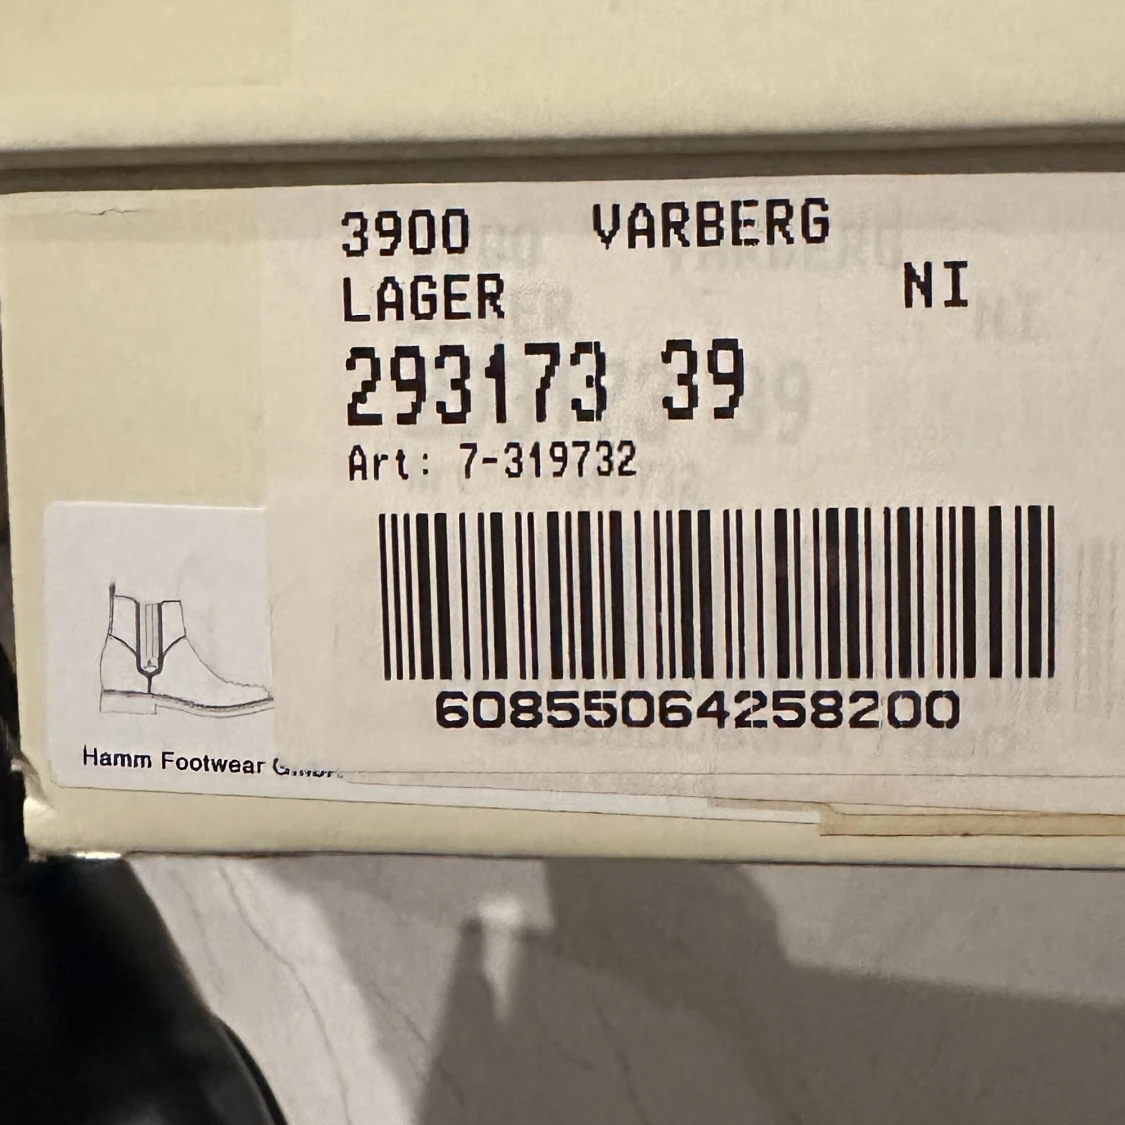 3900 VARBERG
LAGER NI
293173 39
Art: 7-319732
60855064258200
Hamm Footwear